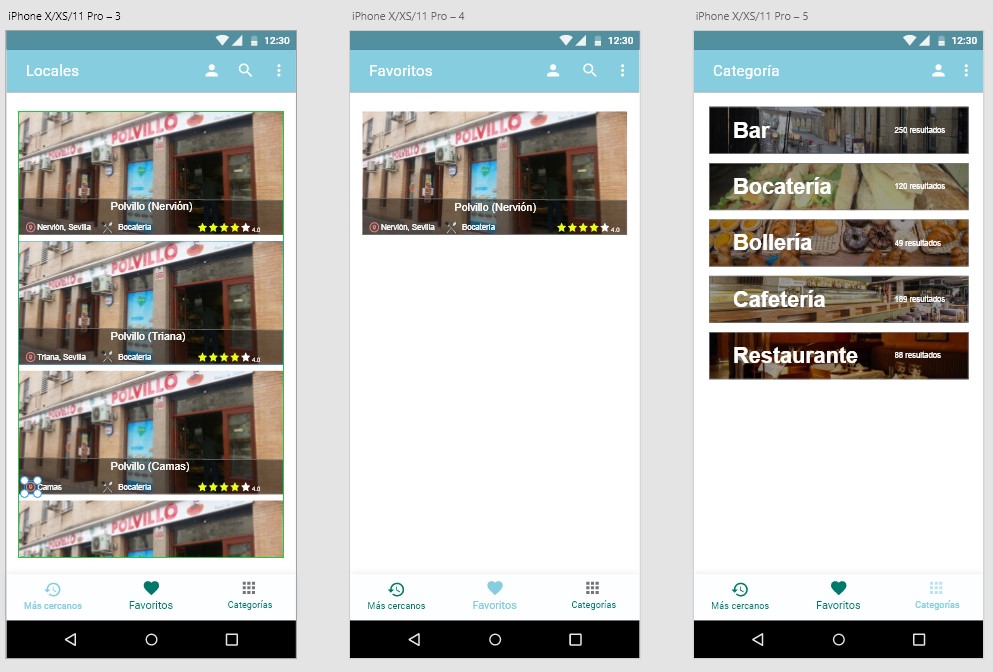 iPhone X/XS/11 Pro – 3
12:30
Locales
POLVILLO
Polvillo (Nervión)
Nervión, Sevilla Bocatería 4.0
POLVILLO
Polvillo (Triana)
Triana, Sevilla Bocatería 4.0
POLVILLO
Polvillo (Camas)
Camas Bocatería 4.0
POLVILLO
Más cercanos Favoritos Categorías
iPhone X/XS/11 Pro – 4
12:30
Favoritos
POLVILLO
Polvillo (Nervión)
Nervión, Sevilla Bocatería 4.0
Más cercanos Favoritos Categorías
iPhone X/XS/11 Pro – 5
12:30
Categoría
Bar 250 resultados
Bocatería 120 resultados
Bollería 49 resultados
Cafetería 169 resultados
Restaurante 88 resultados
Más cercanos Favoritos Categorías